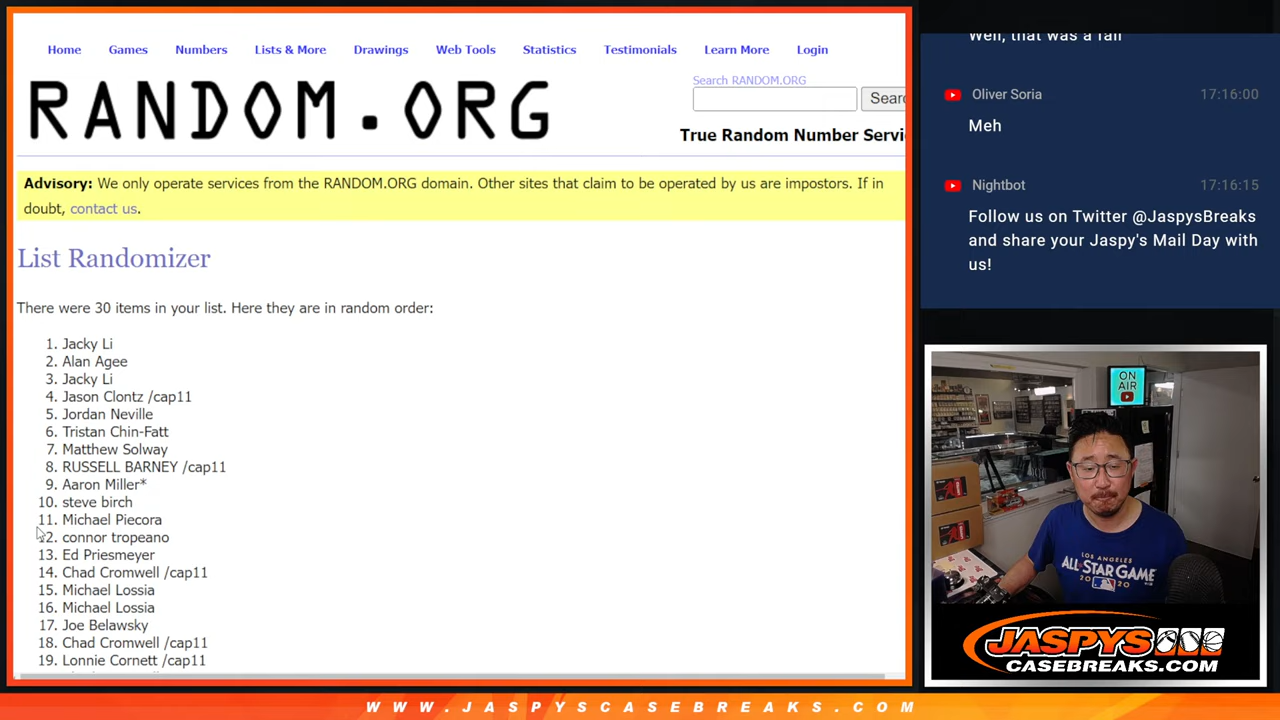 Home Games Numbers Lists & More Drawings Web Tools Statistics Testimonials Learn More Login
Search RANDOM.ORG
RANDOM.ORG
True Random Number Servi
Advisory: We only operate services from the RANDOM.ORG domain. Other sites that claim to be operated by us are impostors. If in
doubt, contact us.
List Randomizer
There were 30 items in your list. Here they are in random order:
1. Jacky Li
2. Alan Agee
3. Jacky Li
4. Jason Clontz /cap11
5. Jordan Neville
6. Tristan Chin-Fatt
7. Matthew Solway
8. RUSSELL BARNEY /cap11
9. Aaron Miller*
10. steve birch
11. Michael Piecora
12. connor tropeano
13. Ed Priesmeyer
14. Chad Cromwell /cap11
15. Michael Lossia
16. Michael Lossia
17. Joe Belawsky
18. Chad Cromwell /cap11
19. Lonnie Cornett /cap11
Well, that was a fail
Oliver Soria 17:16:00
Meh
Nightbot 17:16:15
Follow us on Twitter @JaspysBreaks
and share your Jaspy's Mail Day with
us!
ON
AIR
LOS ANGELES
ALL-STAR GAME
2020
JASPYS
CASEBREAKS.COM
WWW.JASPYSCASEBREAKS.COM